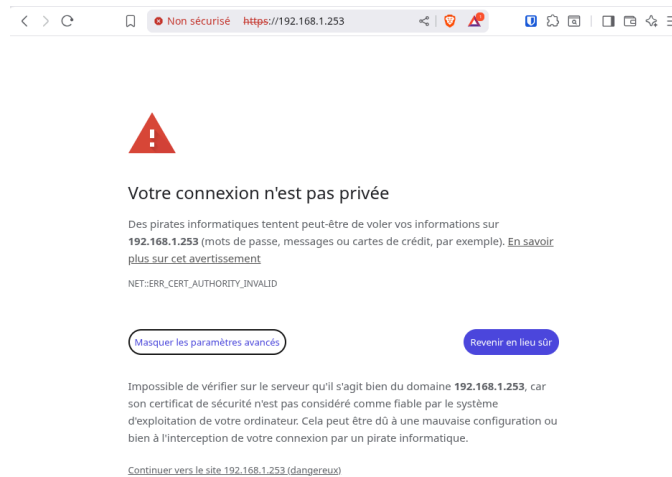 Non sécurisé https://192.168.1.253
Votre connexion n'est pas privée
Des pirates informatiques tentent peut-être de voler vos informations sur
192.168.1.253 (mots de passe, messages ou cartes de crédit, par exemple). En savoir
plus sur cet avertissement
NET::ERR_CERT_AUTHORITY_INVALID
Masquer les paramètres avancés
Revenir en lieu sûr
Impossible de vérifier sur le serveur qu'il s'agit bien du domaine 192.168.1.253, car
son certificat de sécurité n'est pas considéré comme fiable par le système
d'exploitation de votre ordinateur. Cela peut être dû à une mauvaise configuration ou
bien à l'interception de votre connexion par un pirate informatique.
Continuer vers le site 192.168.1.253 (dangereux)